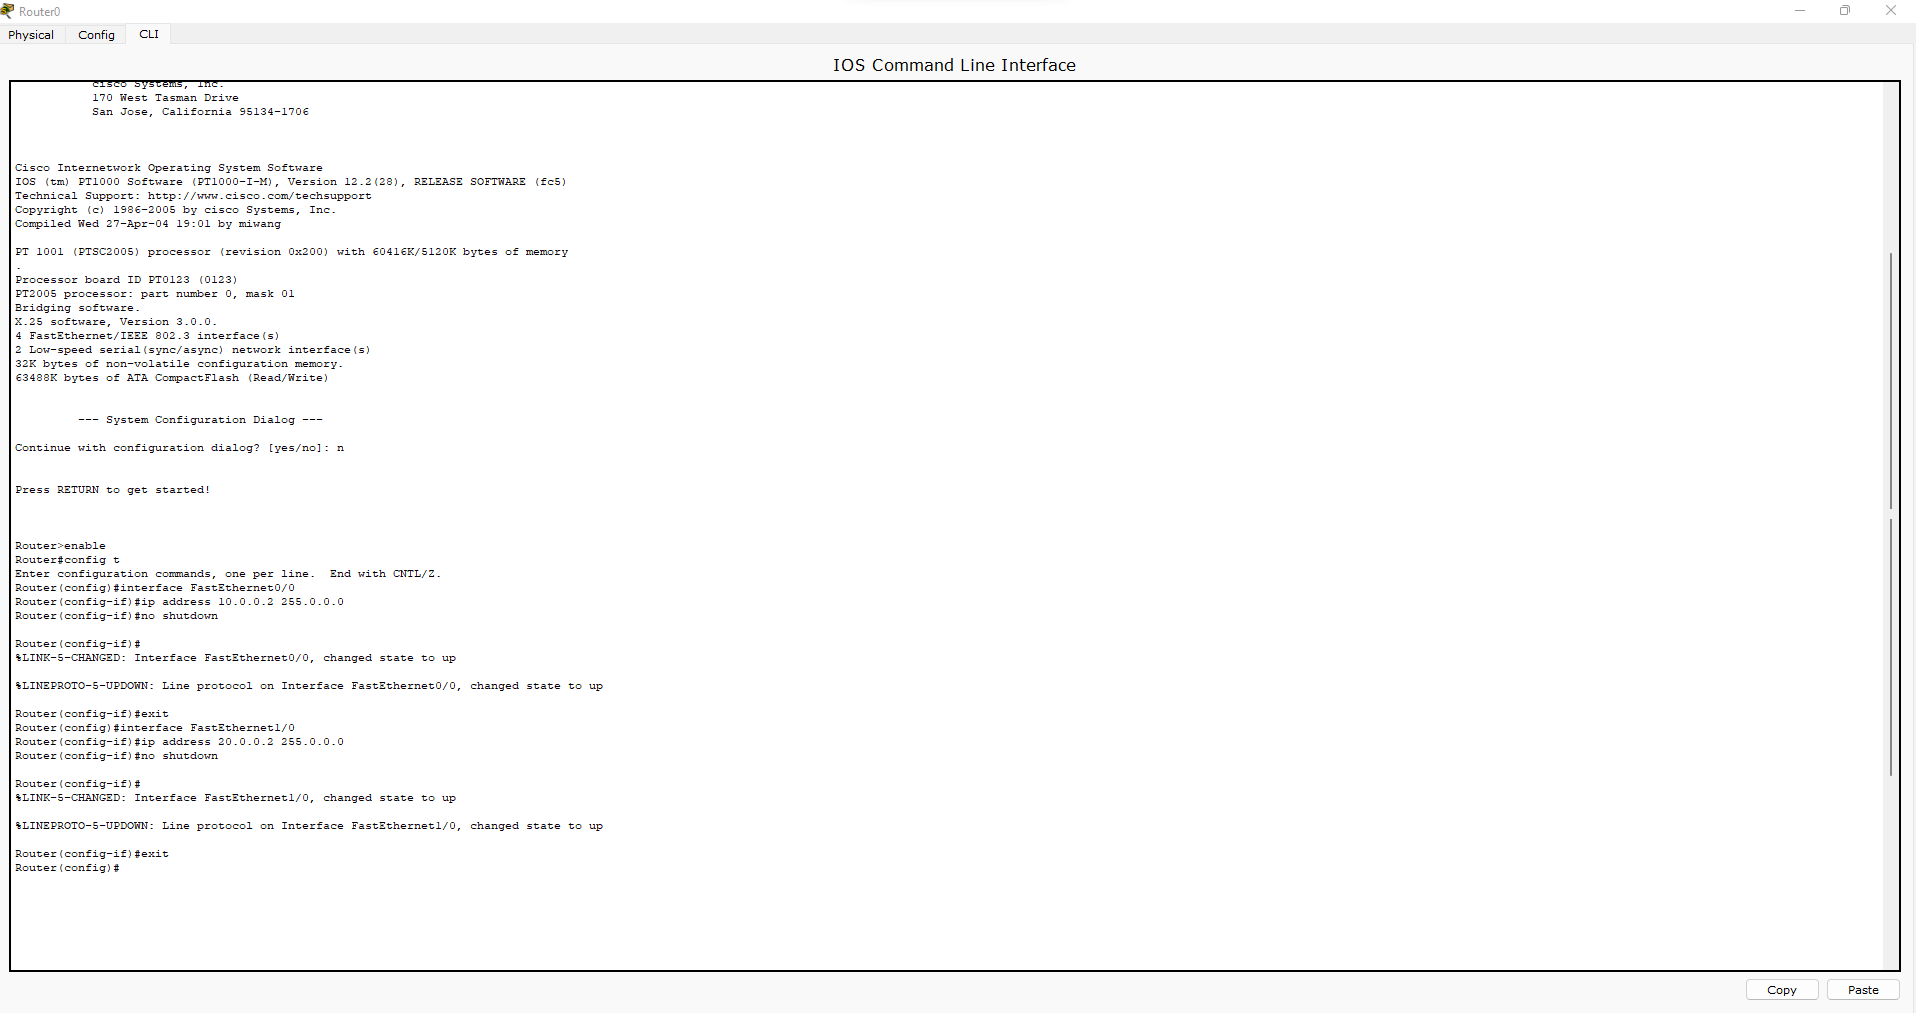 Router0
Physical
Config
CLI
IOS Command Line Interface
cisco Systems, Inc.
170 West Tasman Drive
San Jose, California 95134-1706
Cisco Internetwork Operating System Software
IOS (tm) PT1000 Software (PT1000-I-M), Version 12.2(28), RELEASE SOFTWARE (fc5)
Technical Support: http://www.cisco.com/techsupport
Copyright (c) 1986-2005 by cisco Systems, Inc.
Compiled Wed 27-Apr-04 19:01 by miwang
PT 1001 (PTSC2005) processor (revision 0x200) with 60416K/5120K bytes of memory
.
Processor board ID PT0123 (0123)
PT2005 processor: part number 0, mask 01
Bridging software.
X.25 software, Version 3.0.0.
4 FastEthernet/IEEE 802.3 interface(s)
2 Low-speed serial(sync/async) network interface(s)
32K bytes of non-volatile configuration memory.
63488K bytes of ATA CompactFlash (Read/Write)
--- System Configuration Dialog ---
Continue with configuration dialog? [yes/no]: n
Press RETURN to get started!
Router>enable
Router#config t
Enter configuration commands, one per line.  End with CNTL/Z.
Router(config)#interface FastEthernet0/0
Router(config-if)#ip address 10.0.0.2 255.0.0.0
Router(config-if)#no shutdown
Router(config-if)#
%LINK-5-CHANGED: Interface FastEthernet0/0, changed state to up
%LINEPROTO-5-UPDOWN: Line protocol on Interface FastEthernet0/0, changed state to up
Router(config-if)#exit
Router(config)#interface FastEthernet1/0
Router(config-if)#ip address 20.0.0.2 255.0.0.0
Router(config-if)#no shutdown
Router(config-if)#
%LINK-5-CHANGED: Interface FastEthernet1/0, changed state to up
%LINEPROTO-5-UPDOWN: Line protocol on Interface FastEthernet1/0, changed state to up
Router(config-if)#exit
Router(config)#
Copy
Paste